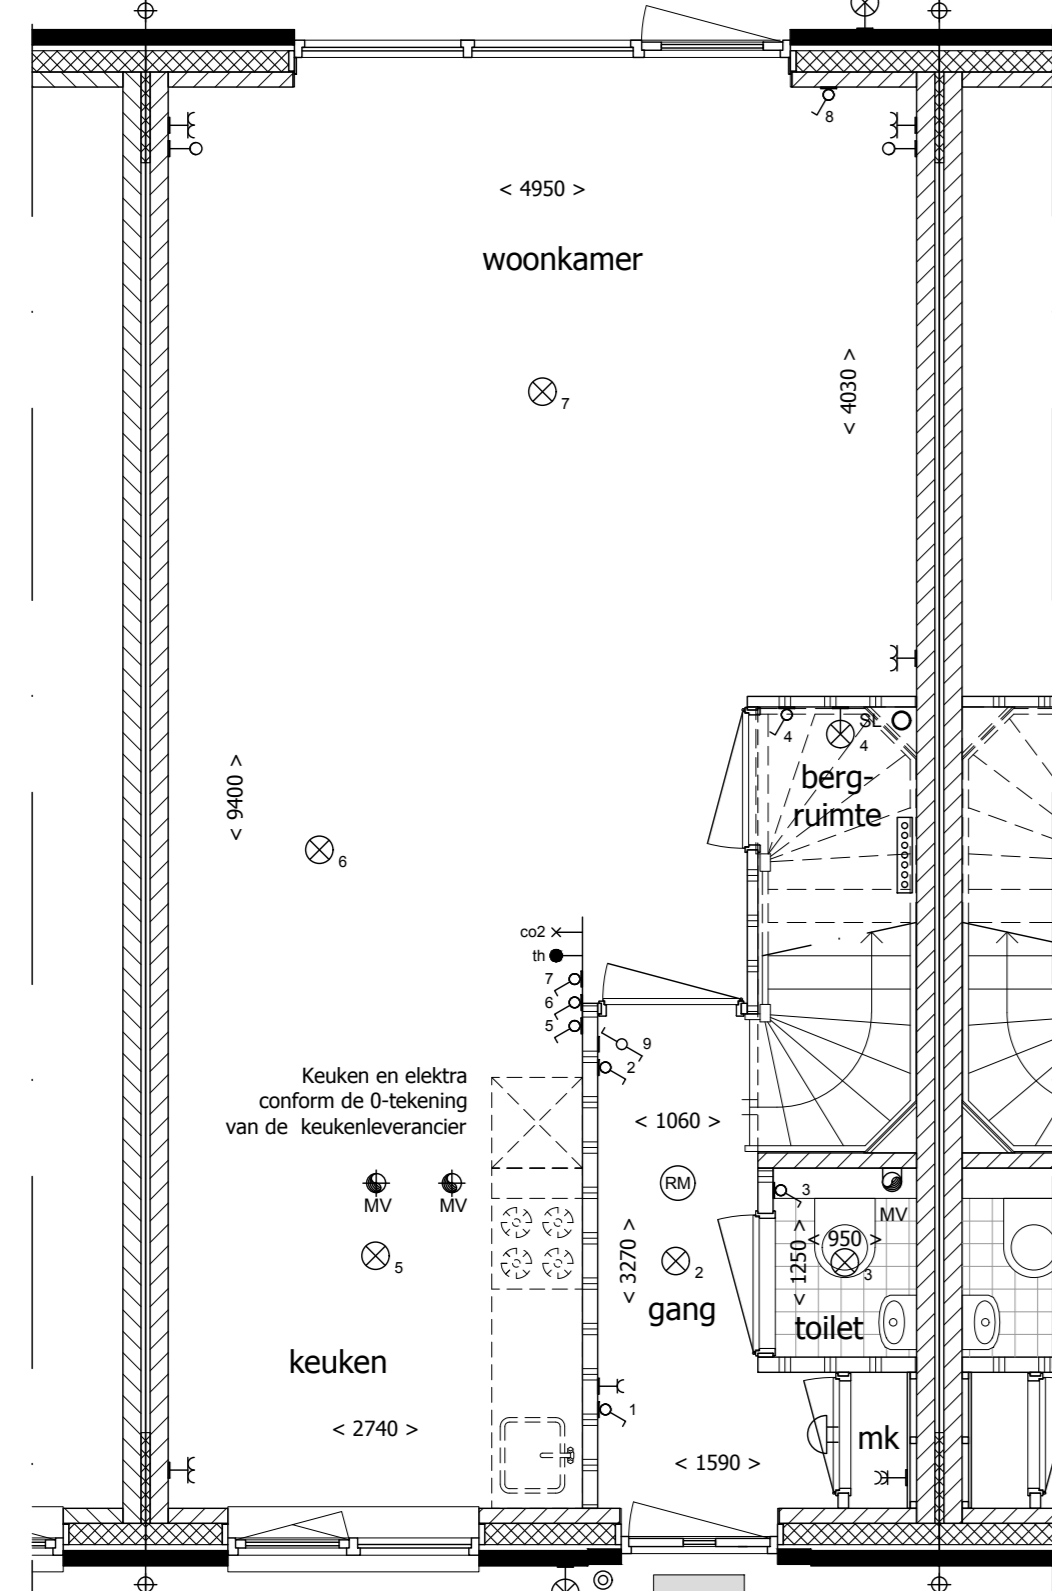 8
< 4950 >
woonkamer
< 4030 >
7
4
SL
4
berg-
ruimte
< 9400 >
6
co2
th
7
6
5
9
2
Keuken en elektra
conform de 0-tekening
van de keukenleverancier
< 1060 >
RM
3
MV
MV
MV
< 950 >
< 1250 >
3
< 3270 >
5
2
gang
toilet
keuken
1
< 2740 >
mk
< 1590 >